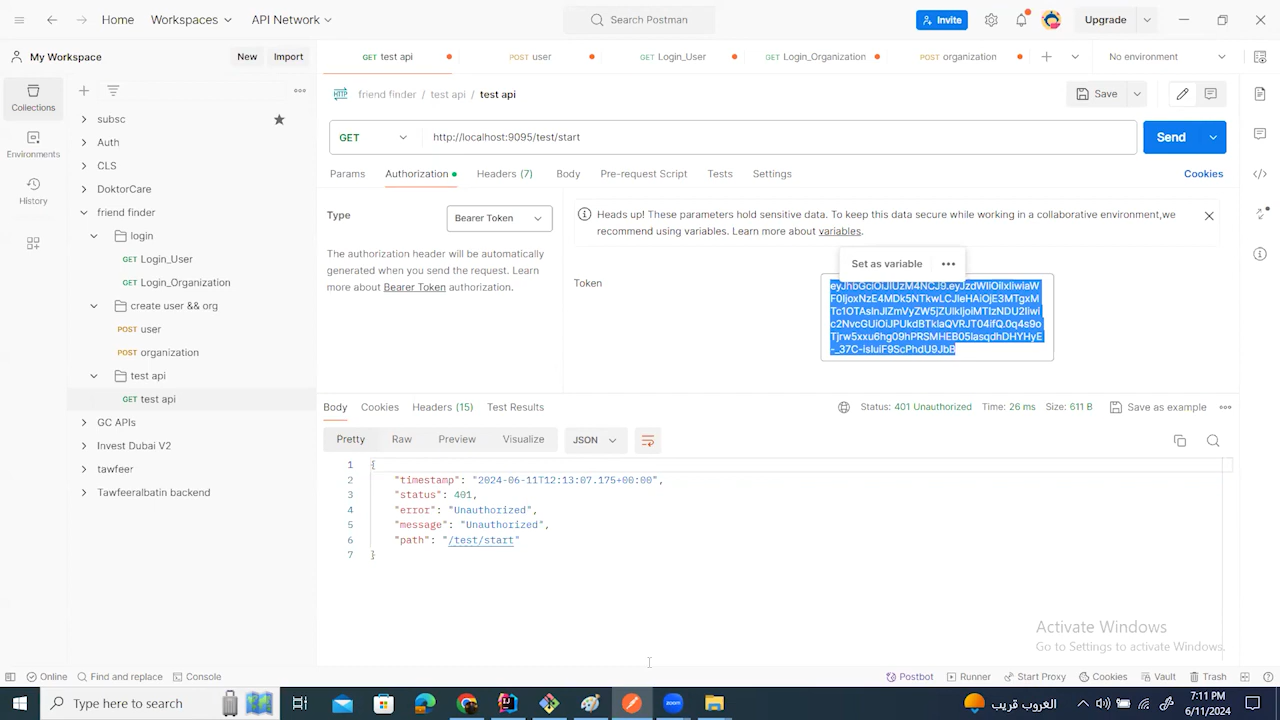 Home
Workspaces
API Network
Search Postman
Invite
Upgrade
My Workspace
New
Import
GET test api
POST user
GET Login_User
GET Login_Organization
POST organization
No environment
Collections
Environments
History
subsc
Auth
CLS
DoktorCare
friend finder
login
GET Login_User
GET Login_Organization
create user && org
POST user
POST organization
test api
GET test api
GC APIs
Invest Dubai V2
tawfeer
Tawfeeralbatin backend
HTTP
friend finder / test api / test api
Save
GET
http://localhost:9095/test/start
Send
Params
Authorization
Headers (7)
Body
Pre-request Script
Tests
Settings
Cookies
Type
Bearer Token
The authorization header will be automatically
generated when you send the request. Learn
more about Bearer Token authorization.
Heads up! These parameters hold sensitive data. To keep this data secure while working in a collaborative environment,we
recommend using variables. Learn more about variables.
Set as variable
Token
Body
Cookies
Headers (15)
Test Results
Status: 401 Unauthorized
Time: 26 ms
Size: 611 B
Save as example
Pretty
Raw
Preview
Visualize
JSON
1 {
2 "timestamp": "2024-06-11T12:13:07.175+00:00",
3 "status": 401,
4 "error": "Unauthorized",
5 "message": "Unauthorized",
6 "path": "/test/start"
7 }
Activate Windows
Go to Settings to activate Windows.
Online
Find and replace
Console
Postbot
Runner
Start Proxy
Cookies
Vault
Trash
Type here to search
zoom
الغروب قريب
ENG
7:11 PM
6/11/2024